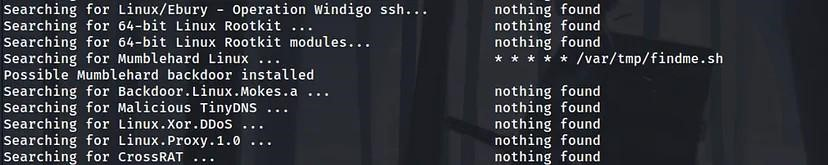 Searching for Linux/Ebury - Operation Windigo ssh... nothing found
Searching for 64-bit Linux Rootkit ... nothing found
Searching for 64-bit Linux Rootkit modules... nothing found
Searching for Mumblehard Linux ... * * * * * /var/tmp/findme.sh
Possible Mumblehard backdoor installed
Searching for Backdoor.Linux.Mokes.a ... nothing found
Searching for Malicious TinyDNS ... nothing found
Searching for Linux.Xor.DDoS ... nothing found
Searching for Linux.Proxy.1.0 ... nothing found
Searching for CrossRAT ... nothing found